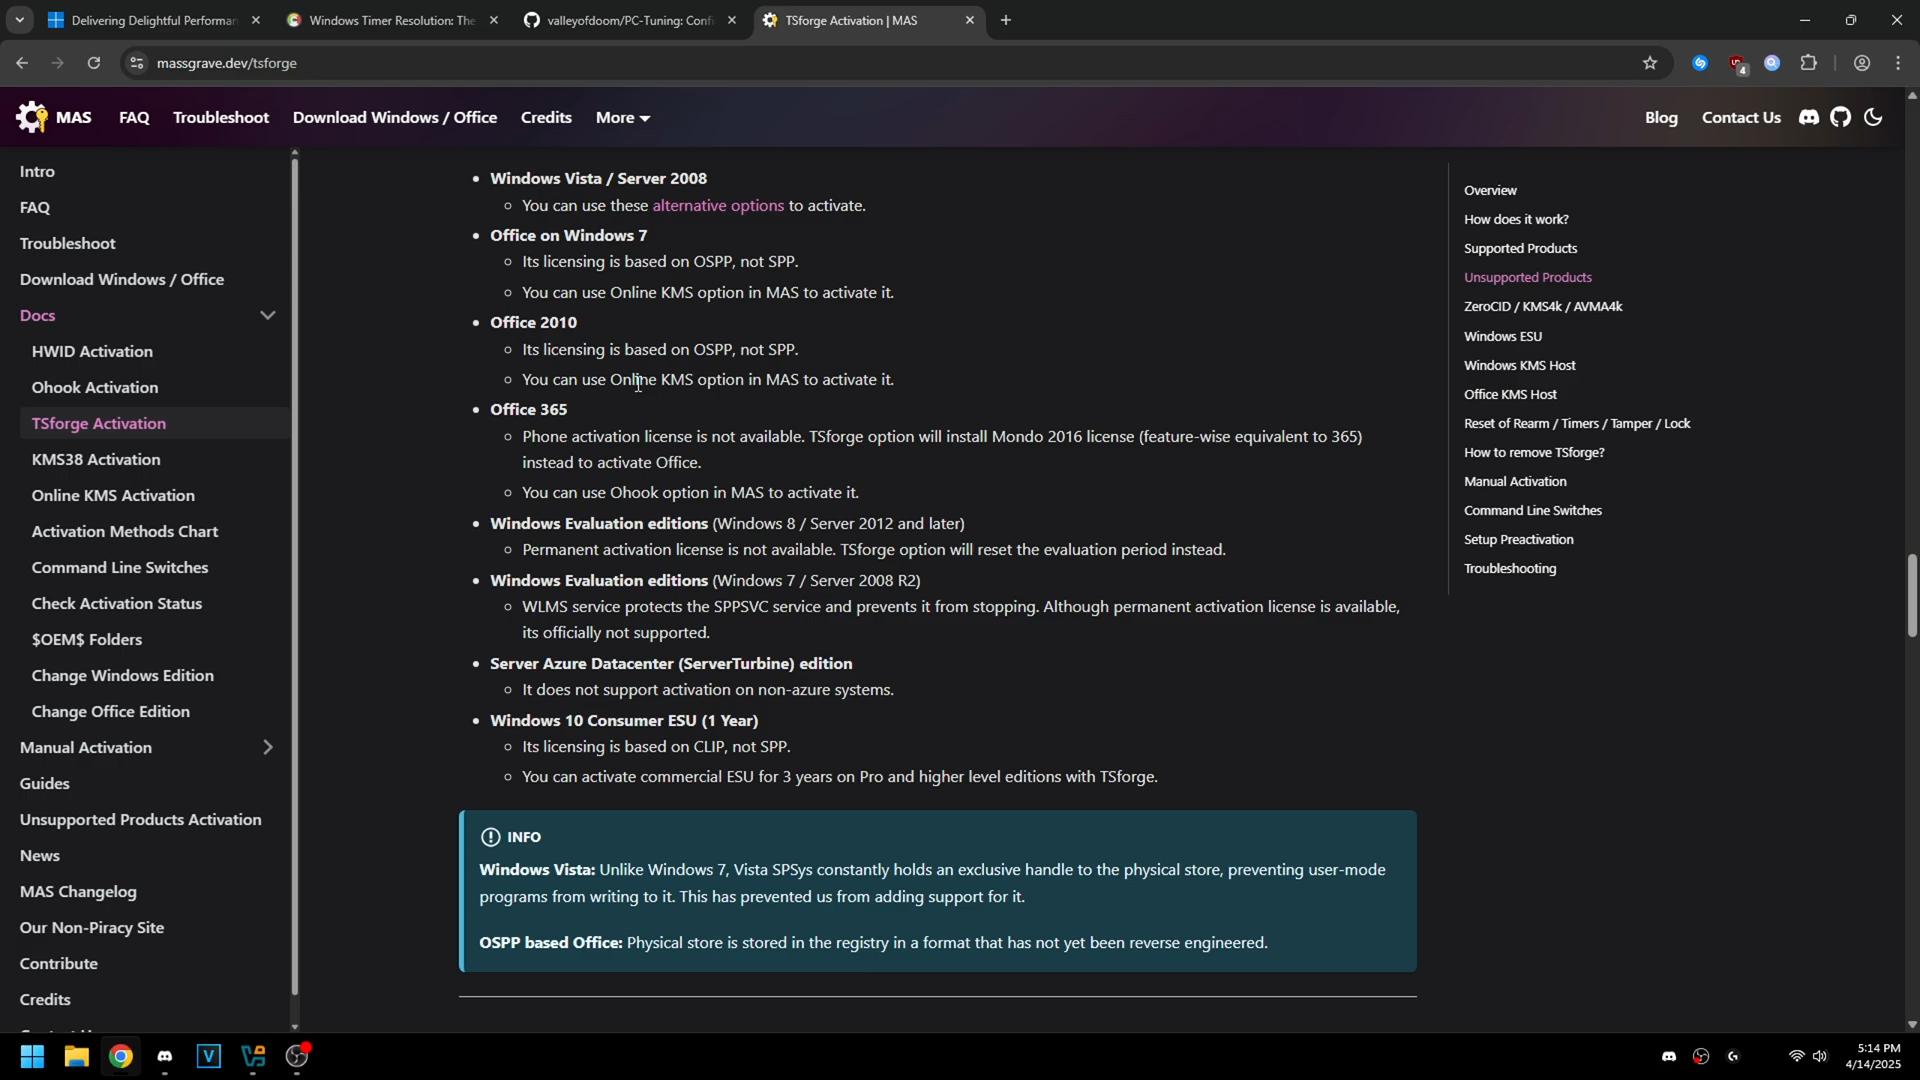 Delivering Delightful Performan
Windows Timer Resolution: The
valleyofdoom/PC-Tuning: Confi
TSforge Activation | MAS
massgrave.dev/tsforge
4
MAS
FAQ
Troubleshoot
Download Windows / Office
Credits
More
Blog
Contact Us
Intro
FAQ
Troubleshoot
Download Windows / Office
Docs
HWID Activation
Ohook Activation
TSforge Activation
KMS38 Activation
Online KMS Activation
Activation Methods Chart
Command Line Switches
Check Activation Status
$OEM$ Folders
Change Windows Edition
Change Office Edition
Manual Activation
Guides
Unsupported Products Activation
News
MAS Changelog
Our Non-Piracy Site
Contribute
Credits
Windows Vista / Server 2008
You can use these alternative options to activate.
Office on Windows 7
Its licensing is based on OSPP, not SPP.
You can use Online KMS option in MAS to activate it.
Office 2010
Its licensing is based on OSPP, not SPP.
You can use Online KMS option in MAS to activate it.
Office 365
Phone activation license is not available. TSforge option will install Mondo 2016 license (feature-wise equivalent to 365)
instead to activate Office.
You can use Ohook option in MAS to activate it.
Windows Evaluation editions (Windows 8 / Server 2012 and later)
Permanent activation license is not available. TSforge option will reset the evaluation period instead.
Windows Evaluation editions (Windows 7 / Server 2008 R2)
WLMS service protects the SPPSVC service and prevents it from stopping. Although permanent activation license is available,
its officially not supported.
Server Azure Datacenter (ServerTurbine) edition
It does not support activation on non-azure systems.
Windows 10 Consumer ESU (1 Year)
Its licensing is based on CLIP, not SPP.
You can activate commercial ESU for 3 years on Pro and higher level editions with TSforge.
INFO
Windows Vista: Unlike Windows 7, Vista SPSys constantly holds an exclusive handle to the physical store, preventing user-mode
programs from writing to it. This has prevented us from adding support for it.
OSPP based Office: Physical store is stored in the registry in a format that has not yet been reverse engineered.
Overview
How does it work?
Supported Products
Unsupported Products
ZeroCID / KMS4k / AVMA4k
Windows ESU
Windows KMS Host
Office KMS Host
Reset of Rearm / Timers / Tamper / Lock
How to remove TSforge?
Manual Activation
Command Line Switches
Setup Preactivation
Troubleshooting
5:14 PM
4/14/2025